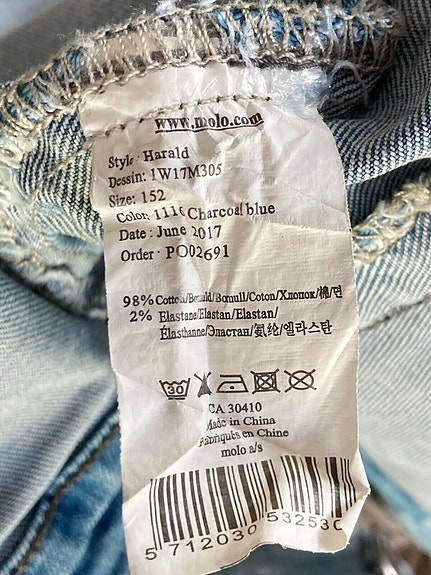 www.molo.com
Style : Harald
Dessin: 1W17M305
Size: 152
Color: 1116 Charcoal blue
Date : June 2017
Order : PO02691
98% Cotton/Bomuld/Bomull/Coton/Хлопок/棉/면
2% Elastane/Elastan/Elastan/
Élasthanne/Эластан/氨纶/엘라스탄
30
CA 30410
Made in China
Fabriqués en Chine
molo a/s
5 712030 53253